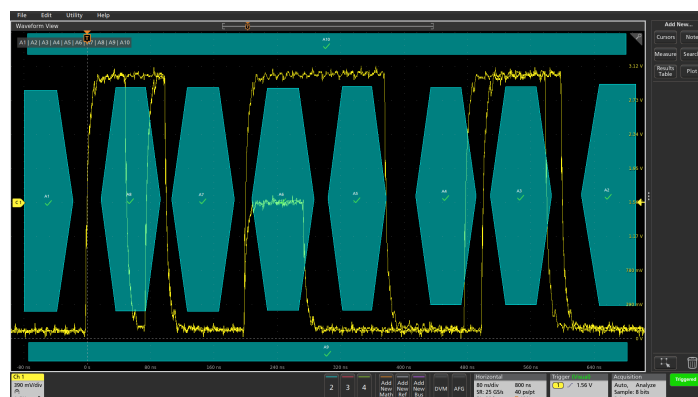 File Edit Utility Help
Waveform View
Add New...
Cursors Note
Measure Search
Results Table Plot
A1 | A2 | A3 | A4 | A5 | A6 | A7 | A8 | A9 | A10
A10
3.12 V
2.73 V
2.34 V
1.95 V
A1
A7
A6
A5
A4
A3
A2
C1
780 mV
390 mV
0 V
-80 ns 0 s 80 ns 160 ns 240 ns 320 ns 400 ns 480 ns 560 ns 640 ns
Ch 1
390 mV/div
2 3 4
Add New Math
Add New Ref
Add New Bus
DVM AFG
Horizontal
80 ns/div 800 ns
SR: 25 GS/s 40 ps/pt
Trigger
1 1.56 V
Acquisition
Auto, Analyze
Sample: 8 bits
Triggered